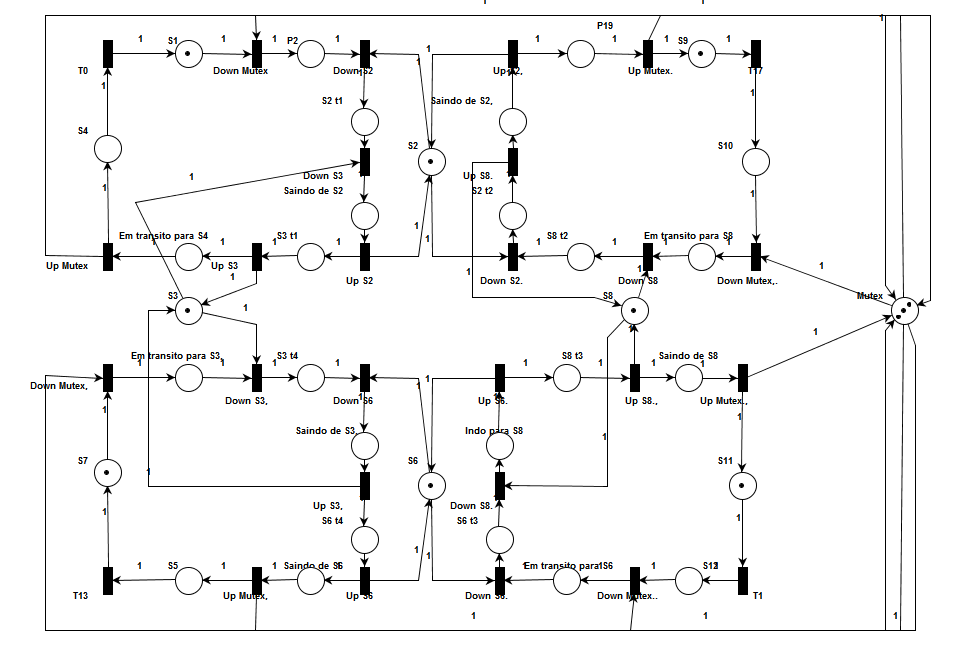 P19
1
S1
1
1
P2
1
1
1
S9
1
1
T0
Down Mutex
Down S2
1
Up S2,
Up Mutex.
T17
1
1
S2 t1
Saindo de S2,
S4
S2
S10
1
Down S3
Up S8.
1
Saindo de S2
S2 t2
1
Em transito para S4
1
1
S3 t1
1
1
1
1
S8 t2
1
Em transito para S8
1
Up Mutex
Up S3
1
Up S2
1
Down S2.
Down S8
1
Down Mutex,.
1
S3
1
S8
Mutex
1
Em transito para S3,
1
1
S3 t4
1
S8 t3
1
1
Saindo de S8
1
Down Mutex,
Down S3,
Down S6
1
1
1
Up S6.
Up S8.,
Up Mutex.,
1
1
Saindo de S3,
Indo para S8
1
S7
1
S6
S11
1
Up S3,
Down S8.
1
S6 t4
S6 t3
1
1
1
S5
1
1
Saindo de S6
1
Em transito para S6
1
S12
T13
Up Mutex,
Up S6
Down S6.
Down Mutex..
T1
1
1
1